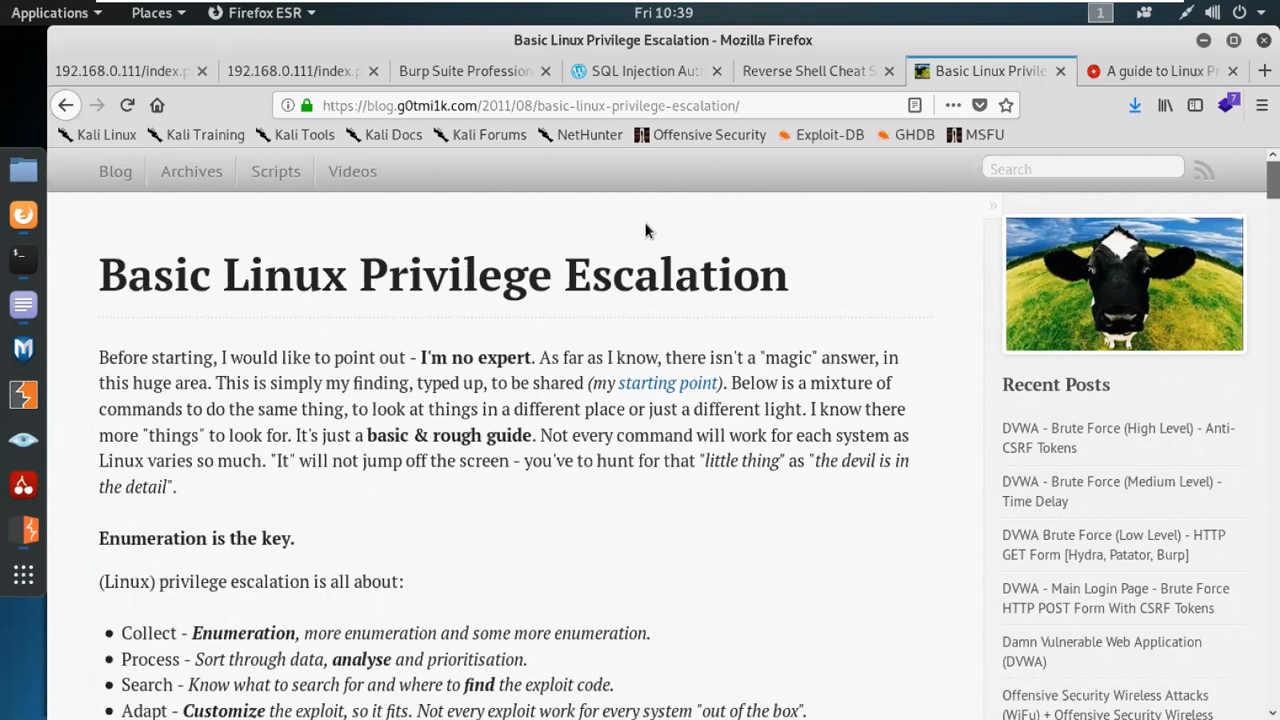 Applications Places Firefox ESR Fri 10:39 1
Basic Linux Privilege Escalation - Mozilla Firefox
192.168.0.111/index.p 192.168.0.111/index.p Burp Suite Profession SQL Injection Aut Reverse Shell Cheat S Basic Linux Privile A guide to Linux Pr
https://blog.g0tmi1k.com/2011/08/basic-linux-privilege-escalation/ 7
Kali Linux Kali Training Kali Tools Kali Docs Kali Forums NetHunter Offensive Security Exploit-DB GHDB MSFU
Blog Archives Scripts Videos Search
»
Basic Linux Privilege Escalation
Before starting, I would like to point out - I'm no expert. As far as I know, there isn't a "magic" answer, in
this huge area. This is simply my finding, typed up, to be shared (my starting point). Below is a mixture of
commands to do the same thing, to look at things in a different place or just a different light. I know there
more "things" to look for. It's just a basic & rough guide. Not every command will work for each system as
Linux varies so much. "It" will not jump off the screen - you've to hunt for that "little thing" as "the devil is in
the detail".
Enumeration is the key.
(Linux) privilege escalation is all about:
• Collect - Enumeration, more enumeration and some more enumeration.
• Process - Sort through data, analyse and prioritisation.
• Search - Know what to search for and where to find the exploit code.
• Adapt - Customize the exploit, so it fits. Not every exploit work for every system "out of the box".
Recent Posts
DVWA - Brute Force (High Level) - Anti-
CSRF Tokens
DVWA - Brute Force (Medium Level) -
Time Delay
DVWA Brute Force (Low Level) - HTTP
GET Form [Hydra, Patator, Burp]
DVWA - Main Login Page - Brute Force
HTTP POST Form With CSRF Tokens
Damn Vulnerable Web Application
(DVWA)
Offensive Security Wireless Attacks
(WiFu) + Offensive Security Wireless